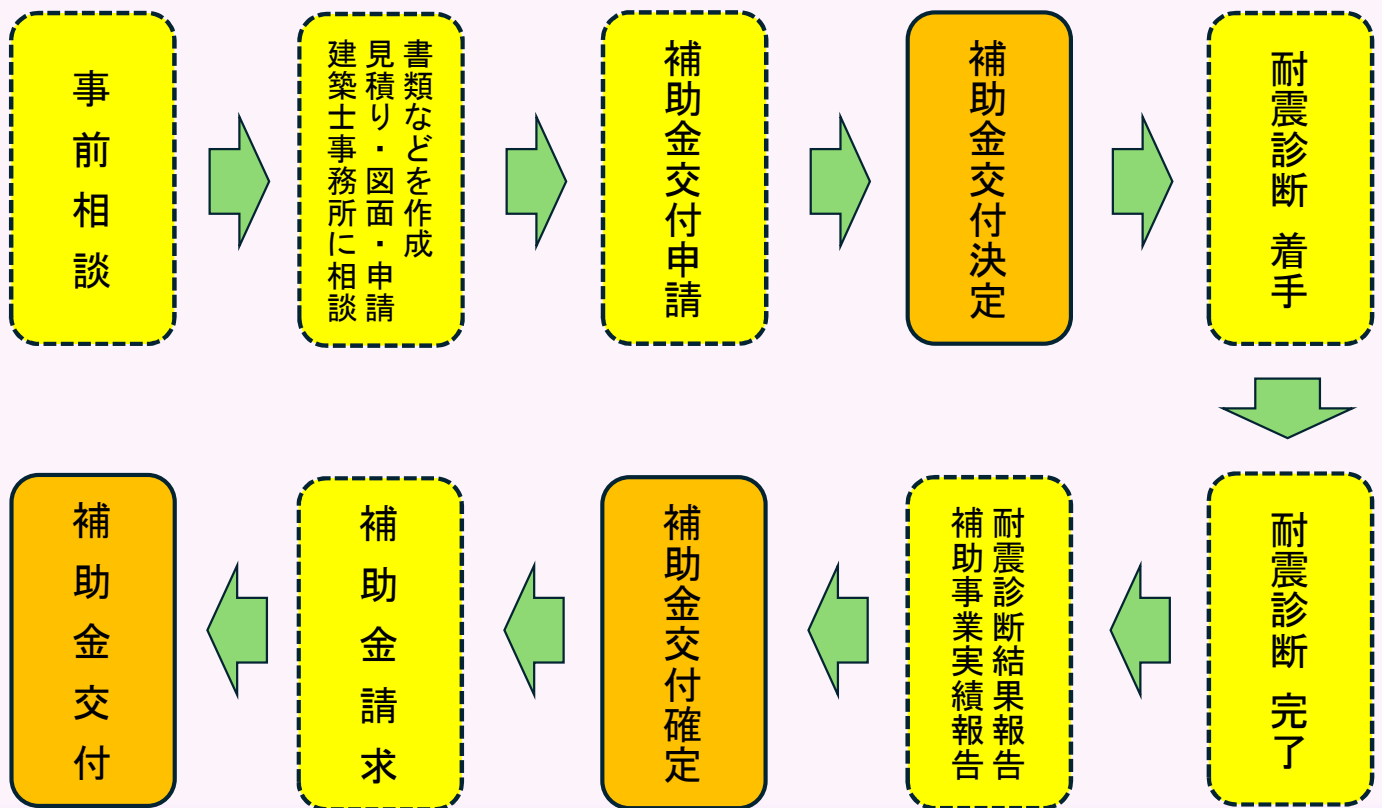 事前相談
建築士事務所に相談
見積り・図面・申請
書類などを作成
補助金交付申請
補助金交付決定
耐震診断 着手
耐震診断 完了
補助事業実績報告
耐震診断結果報告
補助金交付確定
補助金請求
補助金交付